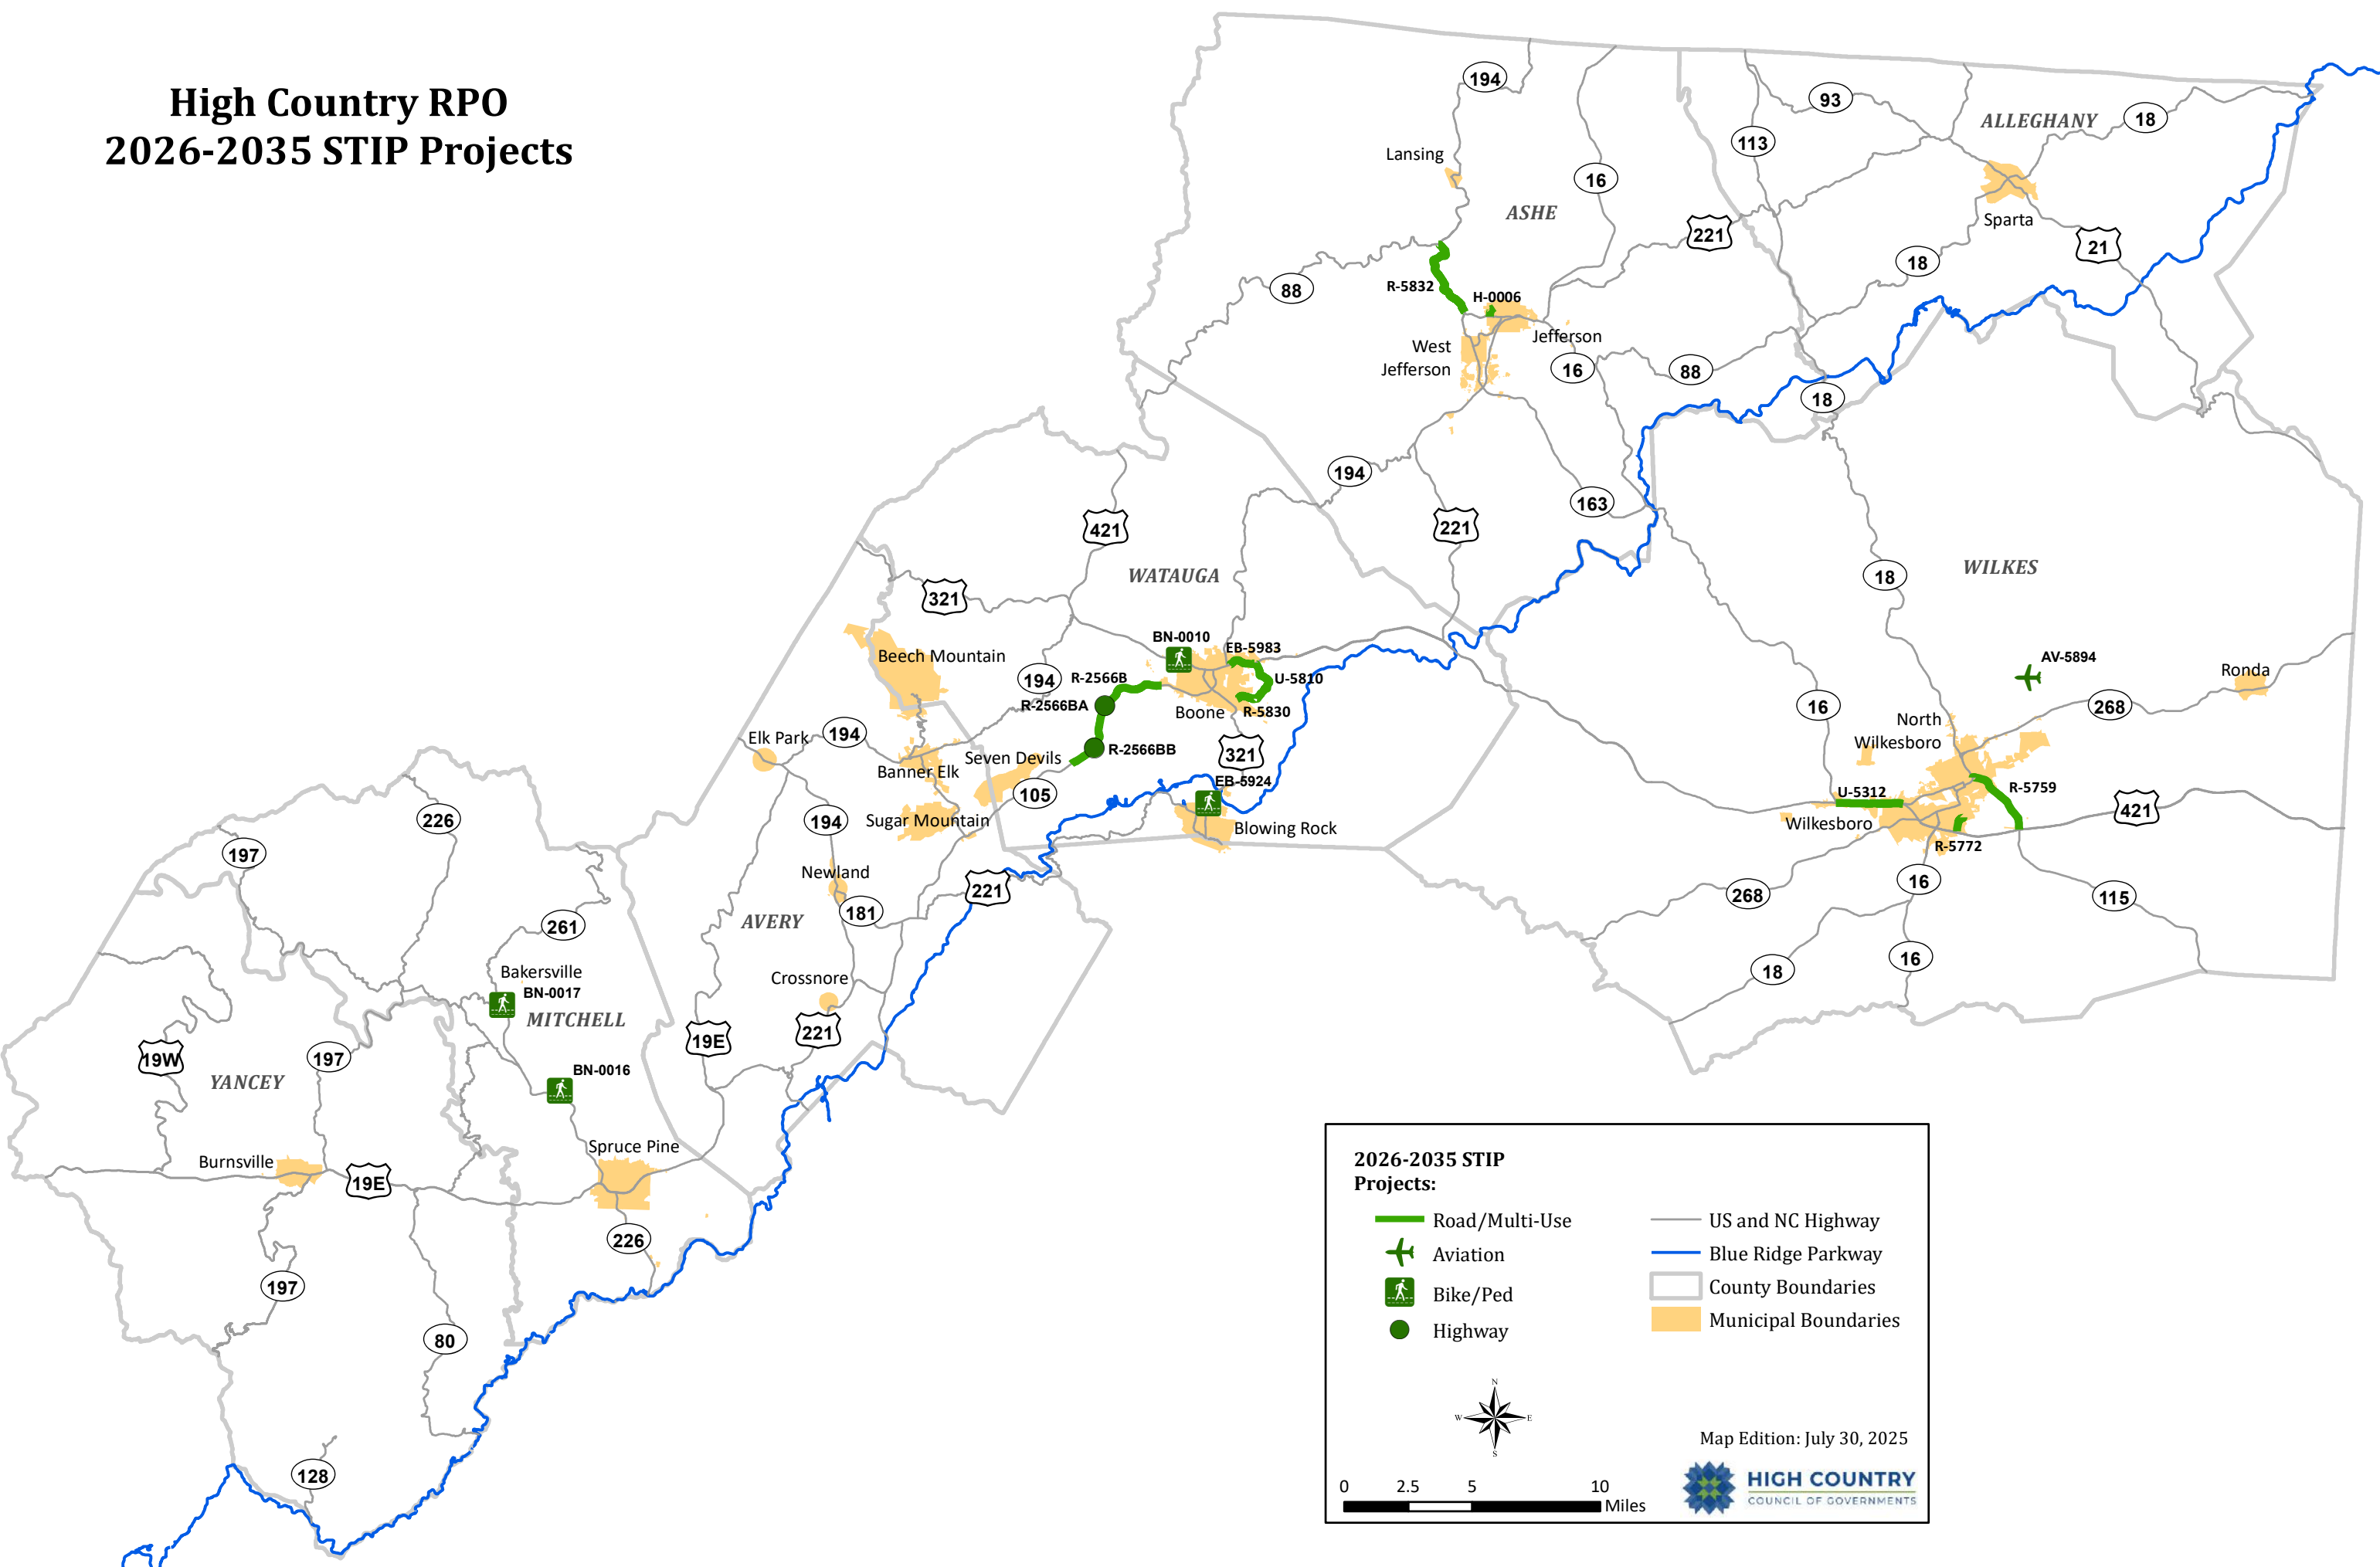 High Country RPO
2026-2035 STIP Projects
194
93
ALLEGHANY
18
113
Lansing
16
ASHE
Sparta
221
21
18
88
R-5832
H-0006
Jefferson
West
Jefferson
16
88
18
194
163
421
221
WATAUGA
WILKES
18
321
BN-0010
EB-5983
Beech Mountain
AV-5894
Ronda
194
R-2566B
U-5810
R-2566BA
Boone
R-5830
16
268
North
Wilkesboro
Elk Park
194
R-2566BB
321
Seven Devils
Banner Elk
EB-5924
105
U-5312
R-5759
421
226
194
Sugar Mountain
Blowing Rock
Wilkesboro
R-5772
197
Newland
221
16
268
115
181
AVERY
261
16
18
Bakersville
BN-0017
Crossnore
MITCHELL
221
19E
19W
197
YANCEY
BN-0016
Spruce Pine
Burnsville
19E
226
197
80
128
2026-2035 STIP
Projects:
Road/Multi-Use
Aviation
Bike/Ped
Highway
US and NC Highway
Blue Ridge Parkway
County Boundaries
Municipal Boundaries
N
W
E
S
Map Edition: July 30, 2025
0
2.5
5
10
Miles
HIGH COUNTRY
COUNCIL OF GOVERNMENTS